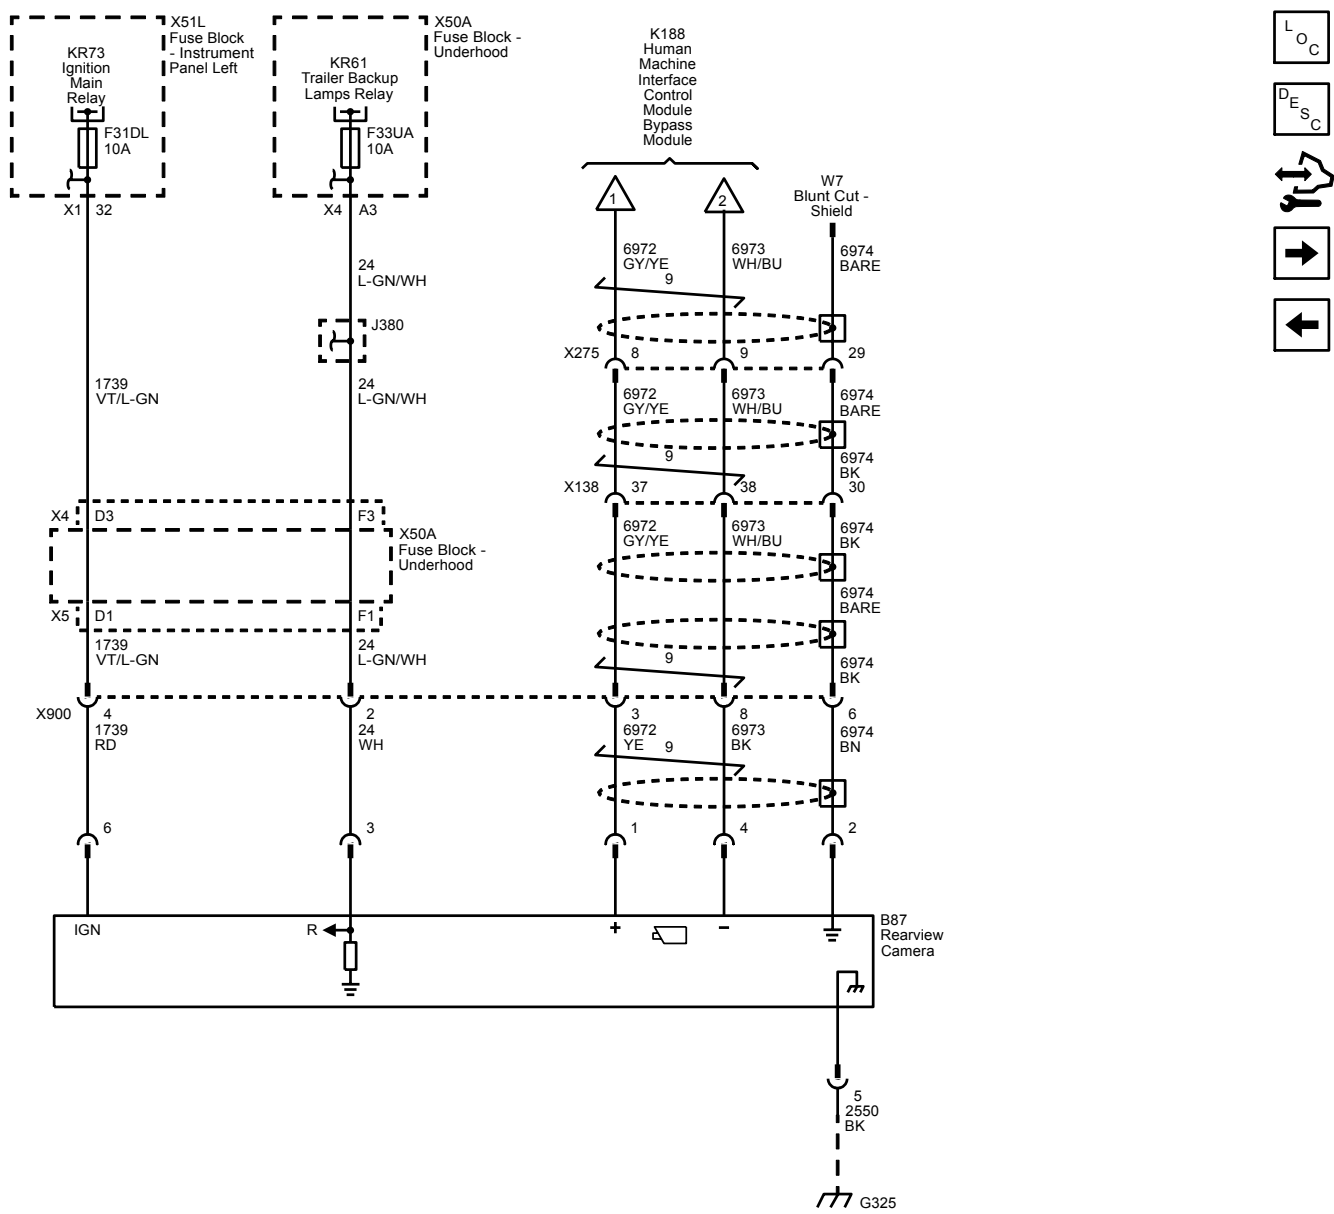 X51L
Fuse Block
- Instrument
Panel Left
KR73
Ignition
Main
Relay
F31DL
10A
X1 32
X50A
Fuse Block -
Underhood
KR61
Trailer Backup
Lamps Relay
F33UA
10A
X4 A3
K188
Human
Machine
Interface
Control
Module
Bypass
Module
1
2
W7
Blunt Cut -
Shield
L
O
C
D
E
S
C
24
L-GN/WH
6972
GY/YE
6973
WH/BU
6974
BARE
9
J380
X275 8 9 29
1739
VT/L-GN
24
L-GN/WH
6972
GY/YE
6973
WH/BU
6974
BARE
9
6974
BK
X138 37 38 30
X4 D3 F3
X50A
Fuse Block -
Underhood
6972
GY/YE
6973
WH/BU
6974
BK
6974
BARE
X5 D1 F1
1739
VT/L-GN
24
L-GN/WH
9
6974
BK
X900 4 2 3 8 6
1739
RD
24
WH
6972
YE
9
6973
BK
6974
BN
6 3 1 4 2
IGN
R
+
−
B87
Rearview
Camera
5
2550
BK
G325